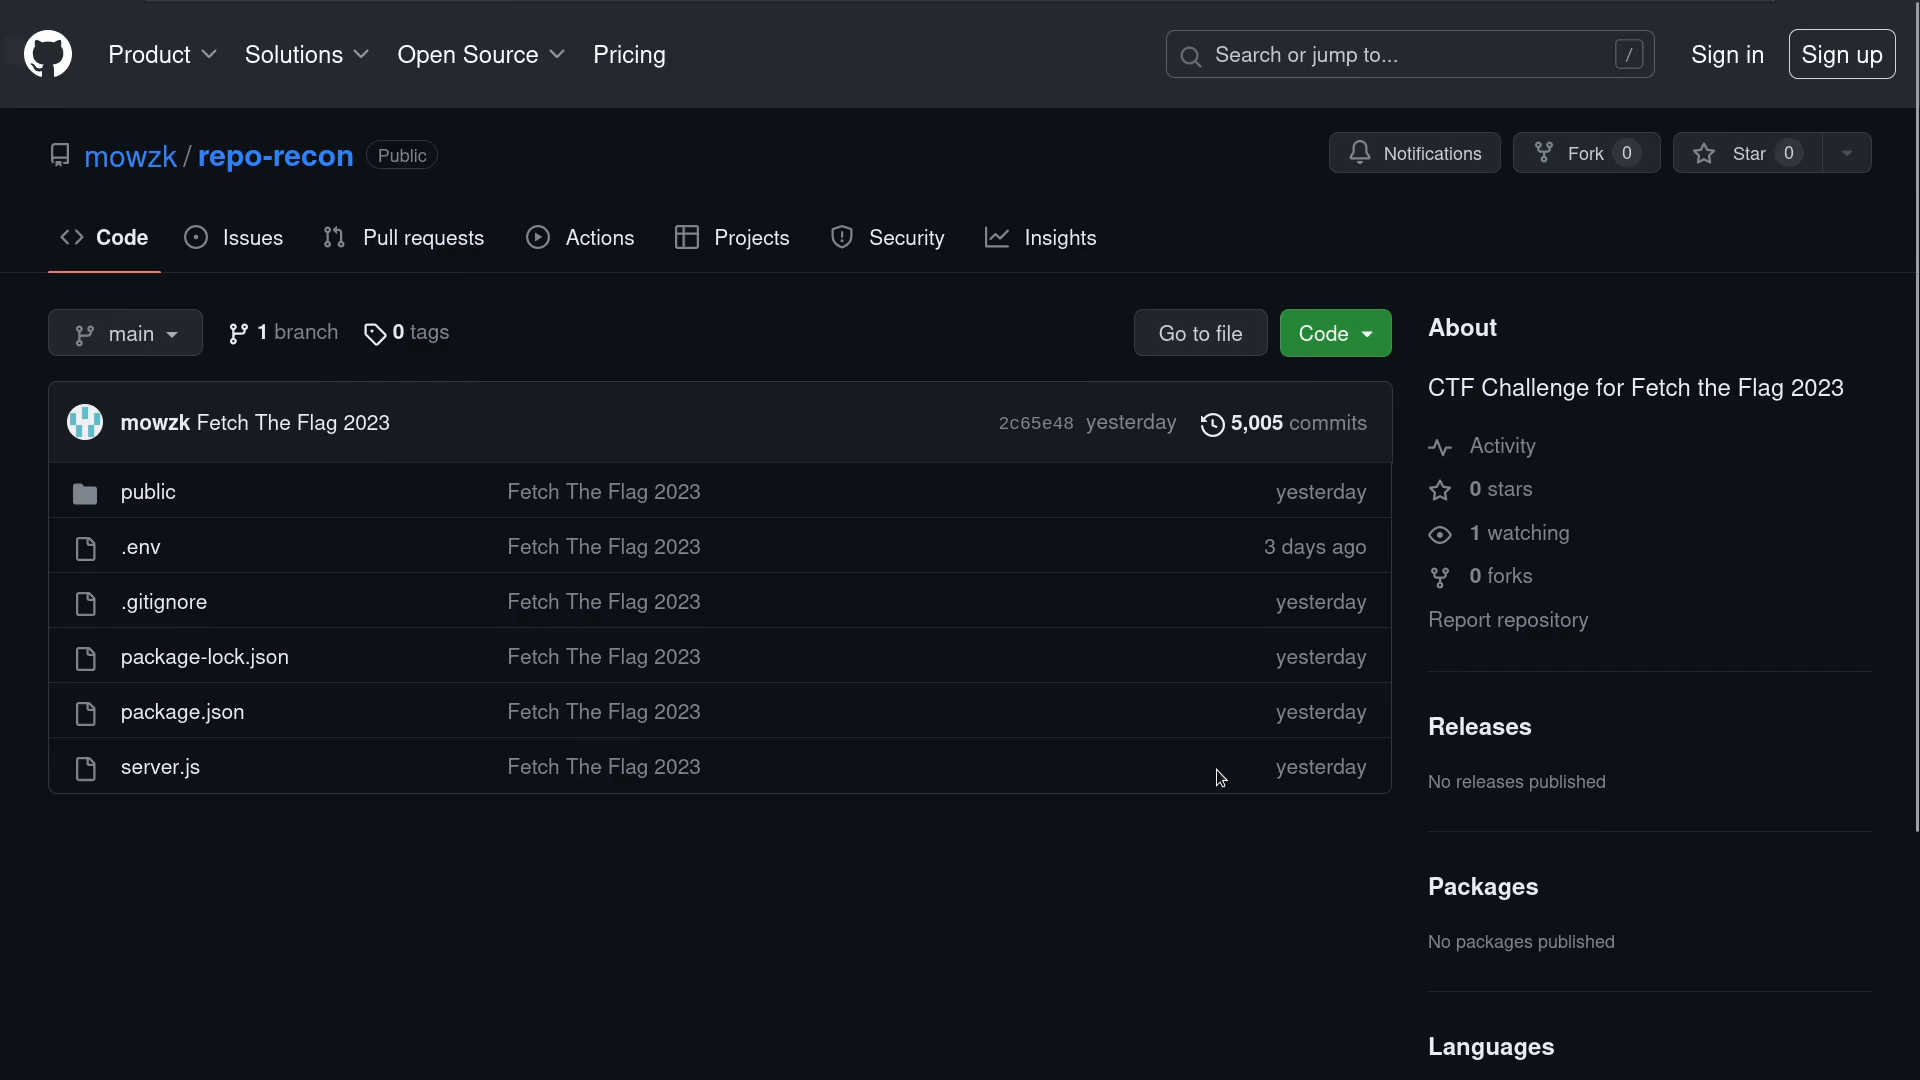 Product Solutions Open Source Pricing Search or jump to... / Sign in Sign up
mowzk / repo-recon Public Notifications Fork 0 Star 0
Code Issues Pull requests Actions Projects Security Insights
main 1 branch 0 tags Go to file Code
mowzk Fetch The Flag 2023 2c65e48 yesterday 5,005 commits
public Fetch The Flag 2023 yesterday
.env Fetch The Flag 2023 3 days ago
.gitignore Fetch The Flag 2023 yesterday
package-lock.json Fetch The Flag 2023 yesterday
package.json Fetch The Flag 2023 yesterday
server.js Fetch The Flag 2023 yesterday
About
CTF Challenge for Fetch the Flag 2023
Activity
0 stars
1 watching
0 forks
Report repository
Releases
No releases published
Packages
No packages published
Languages